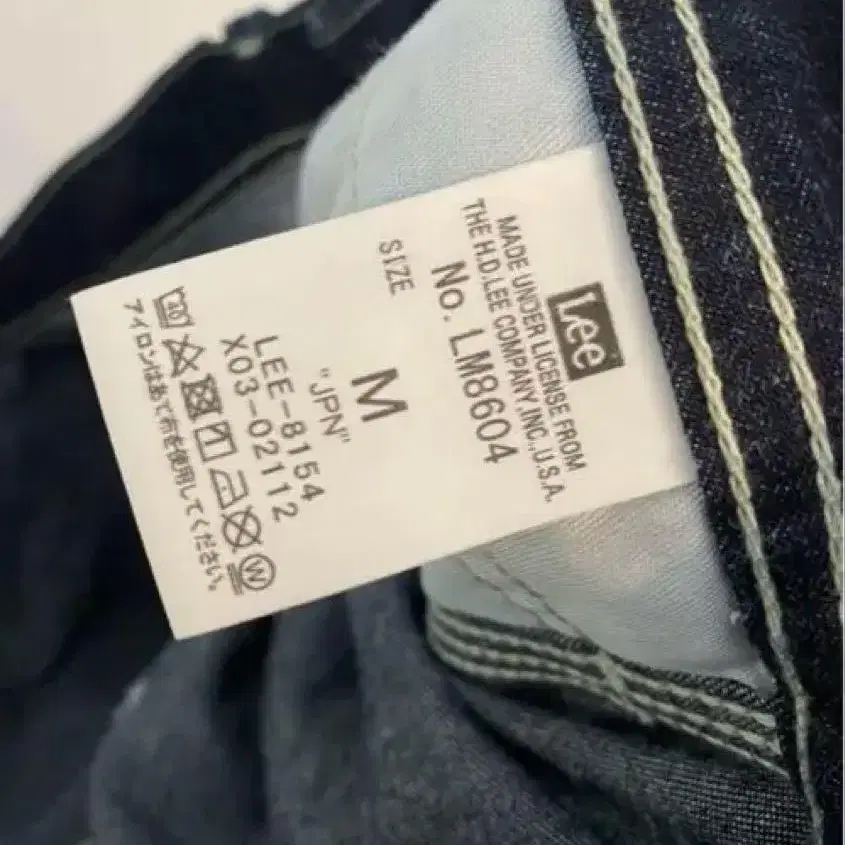 Lee
MADE UNDER LICENSE FROM
THE H.D.LEE COMPANY,INC.,U.S.A.
No. LM8604
SIZE
M
"JPN"
LEE-8154
X03-02112
アイロンはあて布を使用してください。